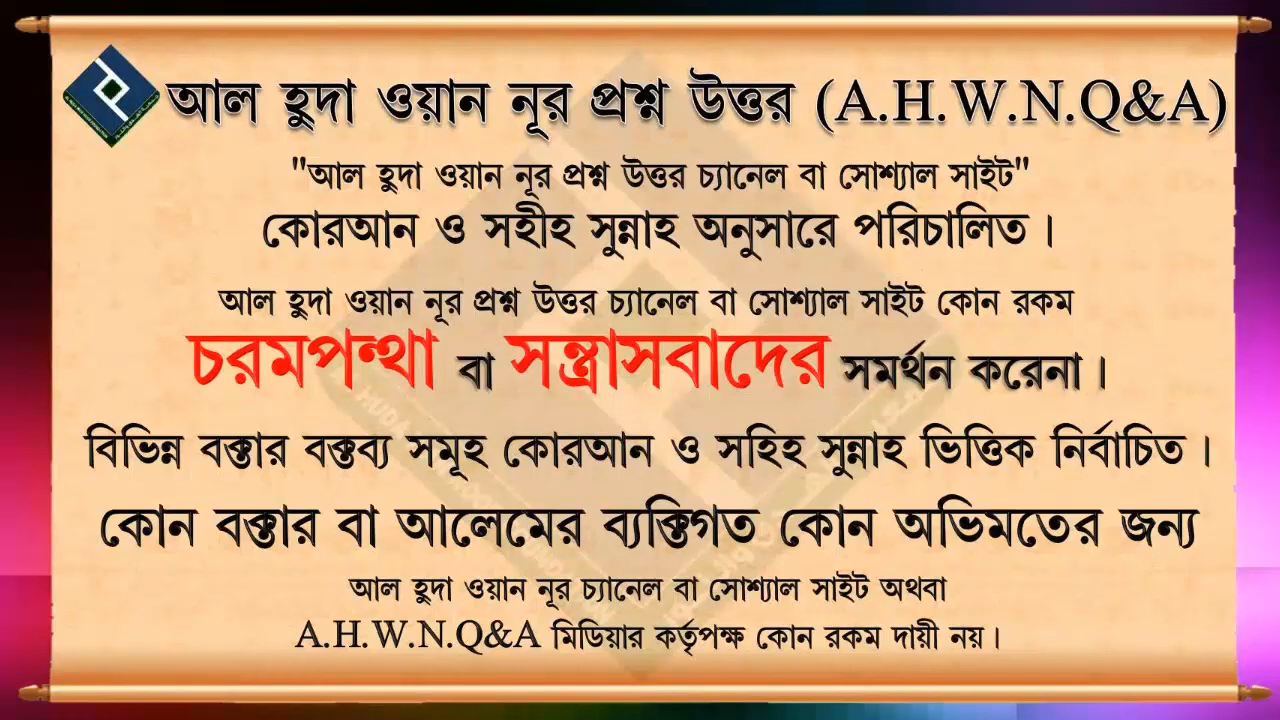 আল হুদা ওয়ান নূর প্রশ্ন উত্তর (A.H.W.N.Q&A)
"আল হুদা ওয়ান নূর প্রশ্ন উত্তর চ্যানেল বা সোশ্যাল সাইট"
কোরআন ও সহীহ সুন্নাহ অনুসারে পরিচালিত।
আল হুদা ওয়ান নূর প্রশ্ন উত্তর চ্যানেল বা সোশ্যাল সাইট কোন রকম
চরমপন্থা বা সন্ত্রাসবাদের সমর্থন করেনা।
বিভিন্ন বক্তার বক্তব্য সমূহ কোরআন ও সহিহ সুন্নাহ ভিত্তিক নির্বাচিত।
কোন বক্তার বা আলেমের ব্যক্তিগত কোন অভিমতের জন্য
আল হুদা ওয়ান নূর চ্যানেল বা সোশ্যাল সাইট অথবা
A.H.W.N.Q&A মিডিয়ার কর্তৃপক্ষ কোন রকম দায়ী নয়।